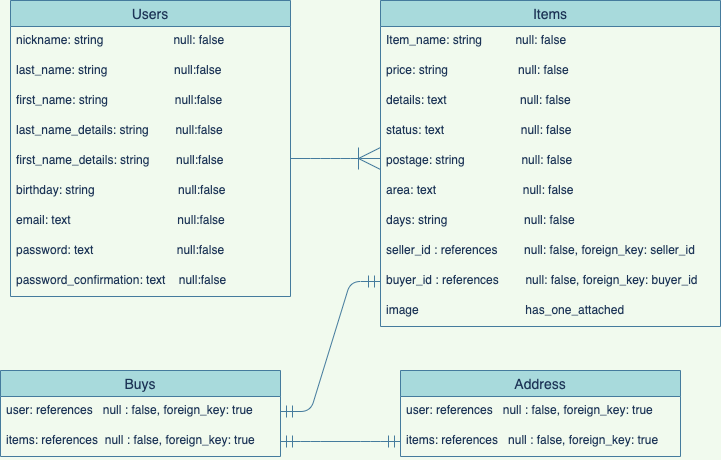 Users
nickname: string null: false
last_name: string null:false
first_name: string null:false
last_name_details: string null:false
first_name_details: string null:false
birthday: string null:false
email: text null:false
password: text null:false
password_confirmation: text null:false
Items
Item_name: string null: false
price: string null: false
details: text null: false
status: text null: false
postage: string null: false
area: text null: false
days: string null: false
seller_id : references null: false, foreign_key: seller_id
buyer_id : references null: false, foreign_key: buyer_id
image has_one_attached
Buys
user: references null : false, foreign_key: true
items: references null : false, foreign_key: true
Address
user: references null : false, foreign_key: true
items: references null : false, foreign_key: true